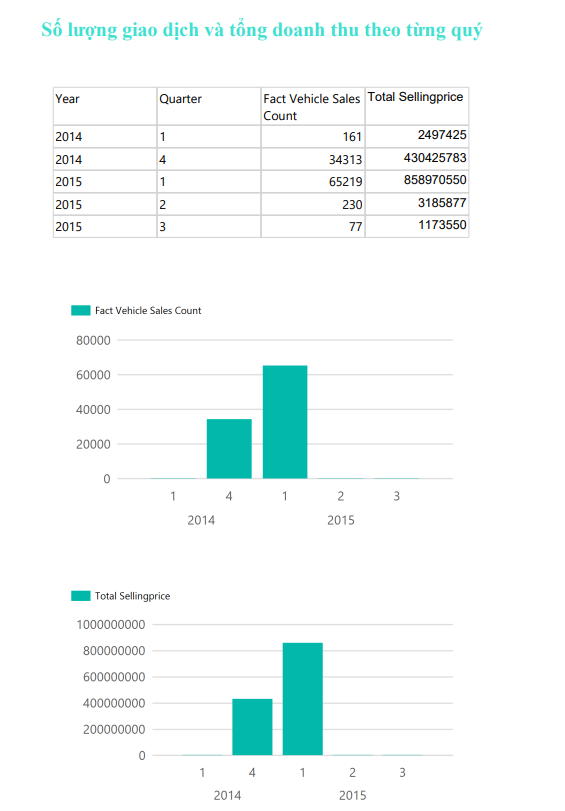 Số lượng giao dịch và tổng doanh thu theo từng quý
Year Quarter Fact Vehicle Sales Count Total Sellingprice
2014 1 161 2497425
2014 4 34313 430425783
2015 1 65219 858970550
2015 2 230 3185877
2015 3 77 1173550
Fact Vehicle Sales Count
80000
60000
40000
20000
0
1 4 1 2 3
2014 2015
Total Sellingprice
1000000000
800000000
600000000
400000000
200000000
0
1 4 1 2 3
2014 2015